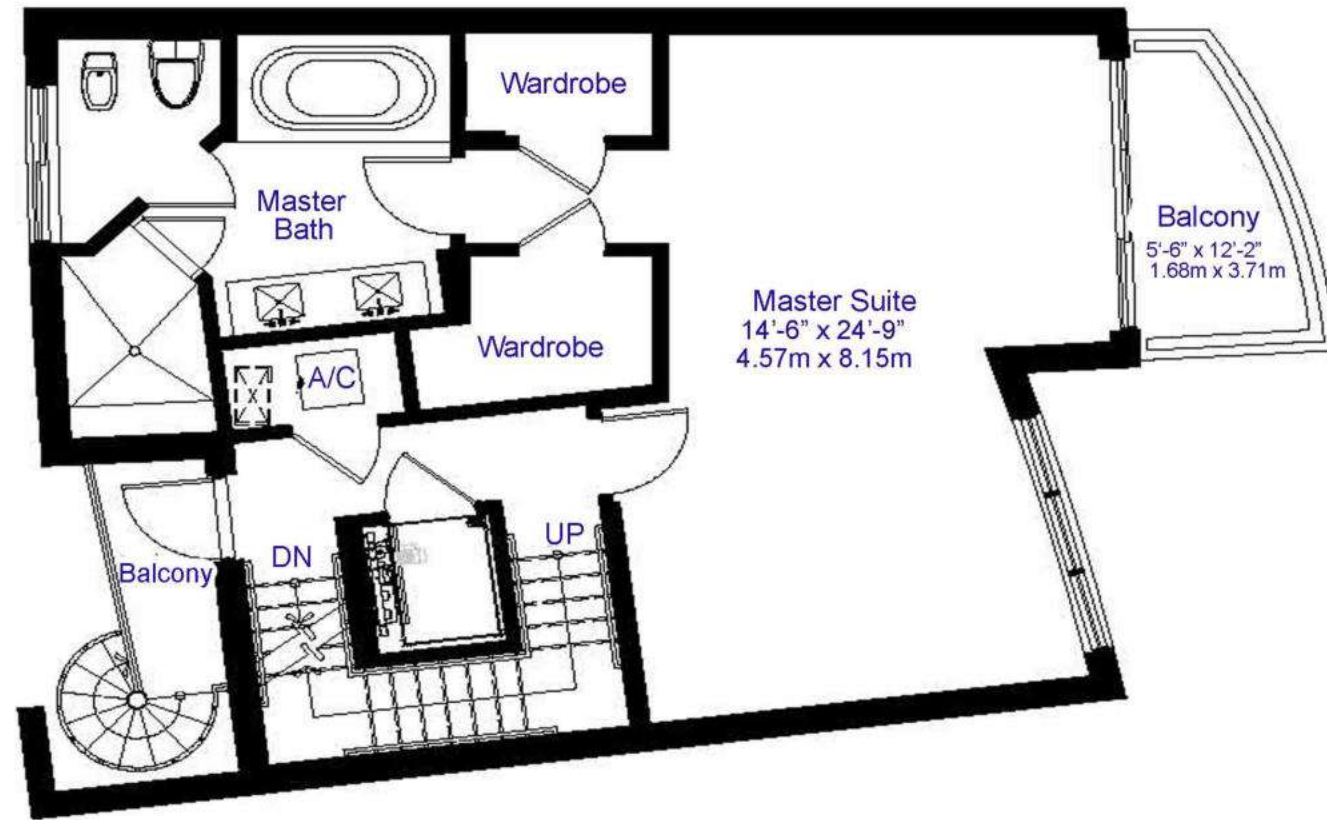 Wardrobe
Master
Bath
Balcony
5'-6" x 12'-2"
1.68m x 3.71m
Master Suite
14'-6" x 24'-9"
4.57m x 8.15m
Wardrobe
A/C
X
UP
DN
Balcony